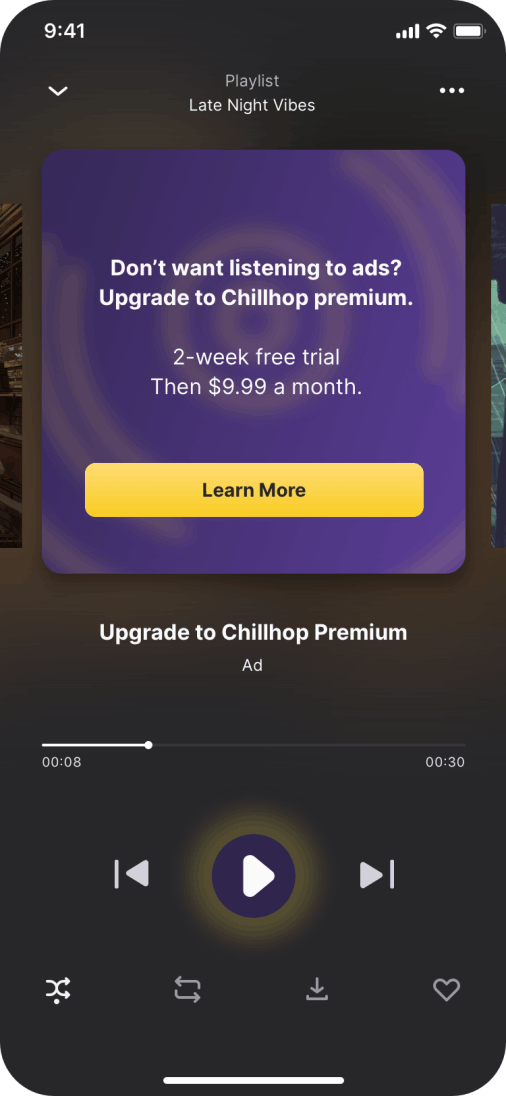 9:41
Playlist
Late Night Vibes
Don’t want listening to ads?
Upgrade to Chillhop premium.
2-week free trial
Then $9.99 a month.
Learn More
Upgrade to Chillhop Premium
Ad
00:08 00:30